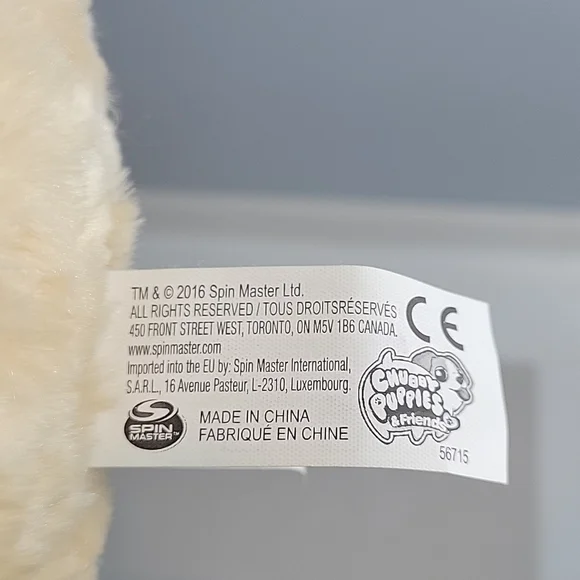 TM & © 2016 Spin Master Ltd.
ALL RIGHTS RESERVED / TOUS DROITSRÉSERVÉS
450 FRONT STREET WEST, TORONTO, ON M5V 1B6 CANADA.
www.spinmaster.com
Imported into the EU by: Spin Master International,
S.A.R.L., 16 Avenue Pasteur, L-2310, Luxembourg.
CE
SPIN
MASTER™
MADE IN CHINA
FABRIQUÉ EN CHINE
CHUBBY
PUPPIES
& Friends
56715